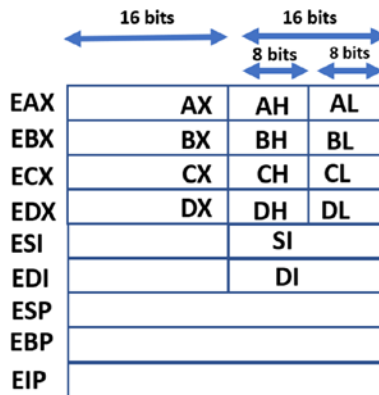 16 bits 16 bits
8 bits 8 bits
EAX AX AH AL
EBX BX BH BL
ECX CX CH CL
EDX DX DH DL
ESI SI
EDI DI
ESP
EBP
EIP